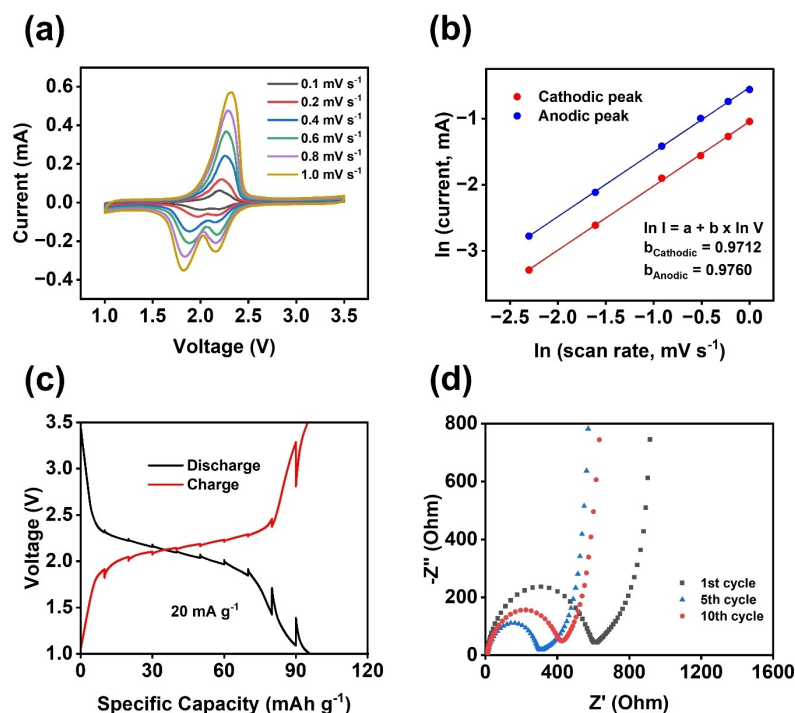 (a)
Current (mA)
0.6
0.4
0.2
0.0
−0.2
−0.4
0.1 mV s⁻¹
0.2 mV s⁻¹
0.4 mV s⁻¹
0.6 mV s⁻¹
0.8 mV s⁻¹
1.0 mV s⁻¹
1.0 1.5 2.0 2.5 3.0 3.5
Voltage (V)
(b)
ln (current, mA)
−1
−2
−3
Cathodic peak
Anodic peak
ln I = a + b x ln V
b_Cathodic = 0.9712
b_Anodic = 0.9760
−2.5 −2.0 −1.5 −1.0 −0.5 0.0
ln (scan rate, mV s⁻¹)
(c)
Voltage (V)
3.5
3.0
2.5
2.0
1.5
1.0
Discharge
Charge
20 mA g⁻¹
0 30 60 90 120
Specific Capacity (mAh g⁻¹)
(d)
-Z'' (Ohm)
800
600
400
200
0
1st cycle
5th cycle
10th cycle
0 400 800 1200 1600
Z' (Ohm)